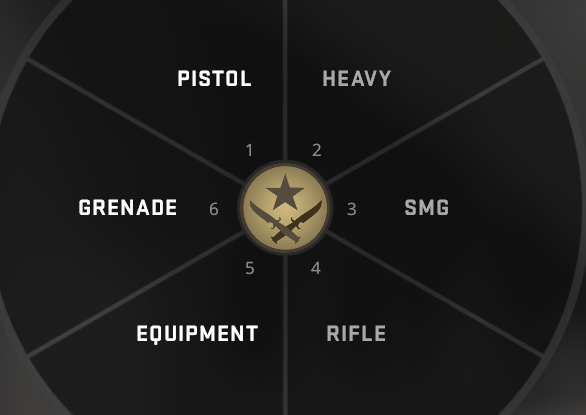 PISTOL HEAVY
1 2
GRENADE 6 3 SMG
5 4
EQUIPMENT RIFLE